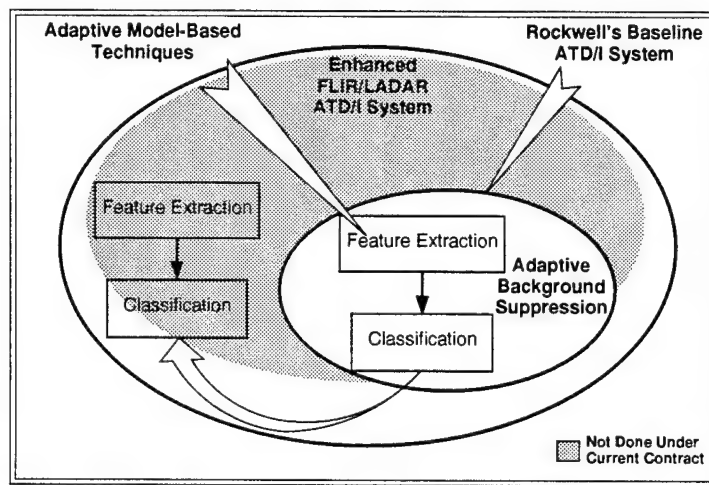 Adaptive Model-Based
Techniques
Rockwell's Baseline
ATD/I System
Enhanced
FLIR/LADAR
ATD/I System
Feature Extraction
Classification
Feature Extraction
Classification
Adaptive
Background
Suppression
Not Done Under
Current Contract